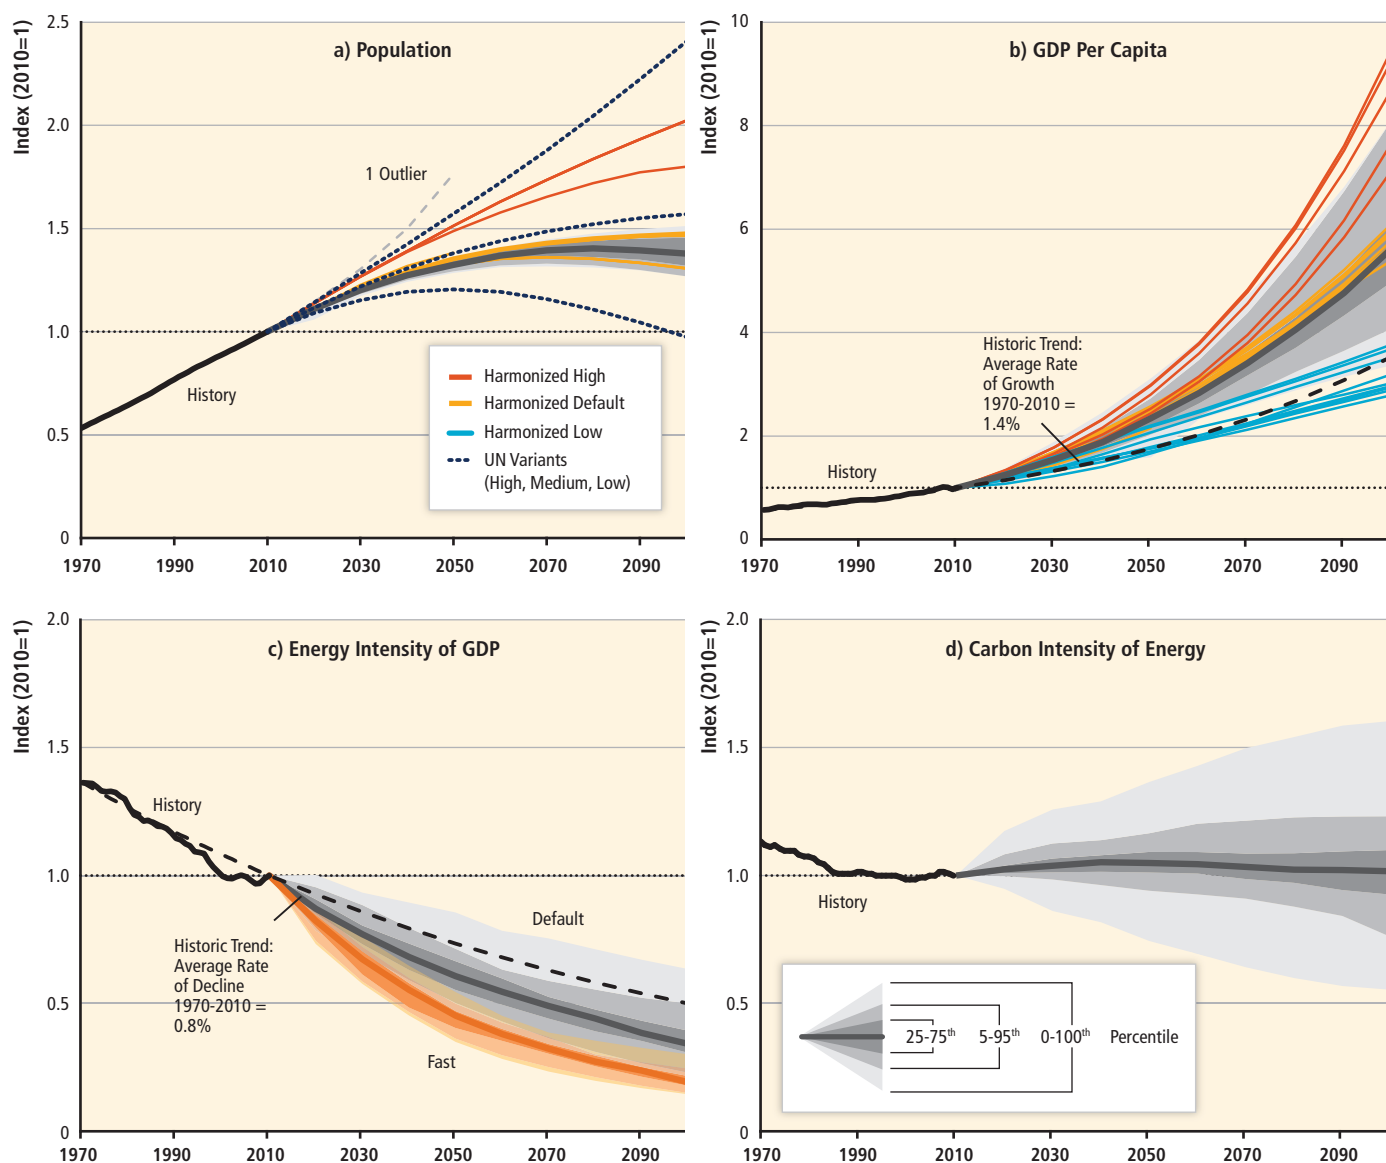 a) Population
Index (2010=1)
2.5
2.0
1.5
1.0
0.5
0
1970
1990
2010
2030
2050
2070
2090
1 Outlier
History
Harmonized High
Harmonized Default
Harmonized Low
UN Variants
(High, Medium, Low)
b) GDP Per Capita
Index (2010=1)
10
8
6
4
2
0
1970
1990
2010
2030
2050
2070
2090
Historic Trend:
Average Rate
of Growth
1970-2010 =
1.4%
History
c) Energy Intensity of GDP
Index (2010=1)
2.0
1.5
1.0
0.5
0
1970
1990
2010
2030
2050
2070
2090
History
Default
Historic Trend:
Average Rate
of Decline
1970-2010 =
0.8%
Fast
d) Carbon Intensity of Energy
Index (2010=1)
2.0
1.5
1.0
0.5
0
1970
1990
2010
2030
2050
2070
2090
History
25-75th 5-95th 0-100th Percentile